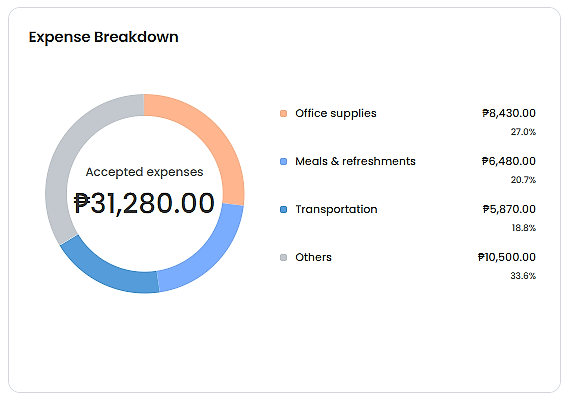 Expense Breakdown
Accepted expenses
₱31,280.00
Office supplies ₱8,430.00
27.0%
Meals & refreshments ₱6,480.00
20.7%
Transportation ₱5,870.00
18.8%
Others ₱10,500.00
33.6%